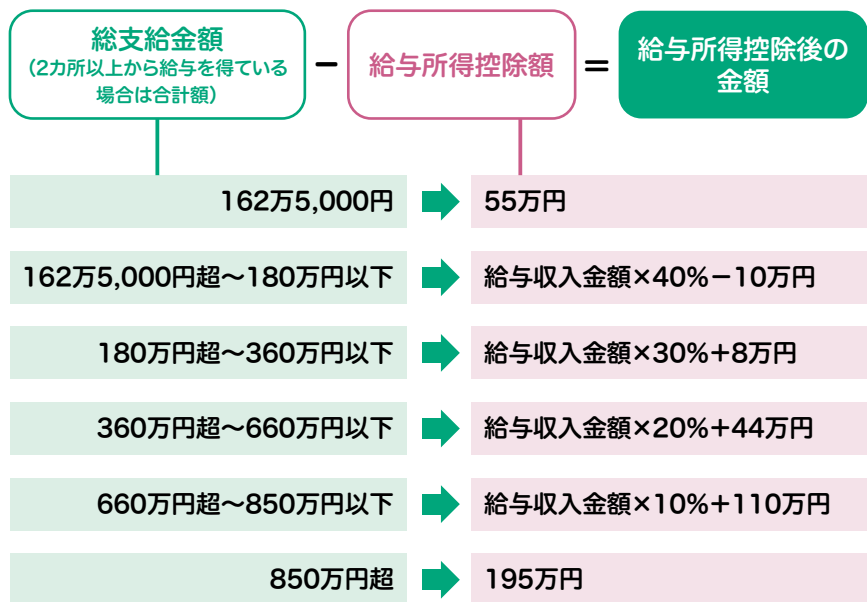 総支給金額
(2カ所以上から給与を得ている
場合は合計額)
−
給与所得控除額
＝
給与所得控除後の
金額
162万5,000円
55万円
162万5,000円超〜180万円以下
給与収入金額×40%−10万円
180万円超〜360万円以下
給与収入金額×30%+8万円
360万円超〜660万円以下
給与収入金額×20%+44万円
660万円超〜850万円以下
給与収入金額×10%+110万円
850万円超
195万円